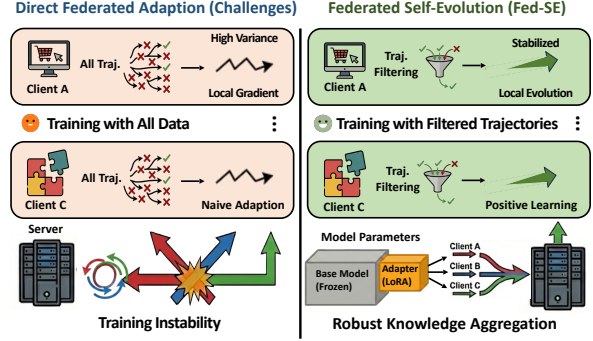 Direct Federated Adaption (Challenges)
High Variance
All Traj.
Client A
Local Gradient
Training with All Data
All Traj.
Client C
Naive Adaption
Server
Training Instability
Federated Self-Evolution (Fed-SE)
Stabilized
Traj.
Filtering
Client A
Local Evolution
Training with Filtered Trajectories
Traj.
Filtering
Client C
Positive Learning
Model Parameters
Base Model
(Frozen)
Adapter
(LoRA)
Client A
Client B
Client C
Robust Knowledge Aggregation